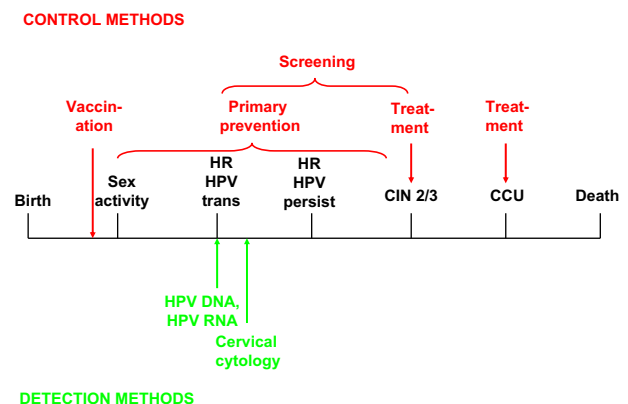 CONTROL METHODS
Screening
Vaccin-
ation
Primary
prevention
Treat-
ment
Treat-
ment
Birth
Sex
activity
HR
HPV
trans
HR
HPV
persist
CIN 2/3
CCU
Death
HPV DNA,
HPV RNA
Cervical
cytology
DETECTION METHODS